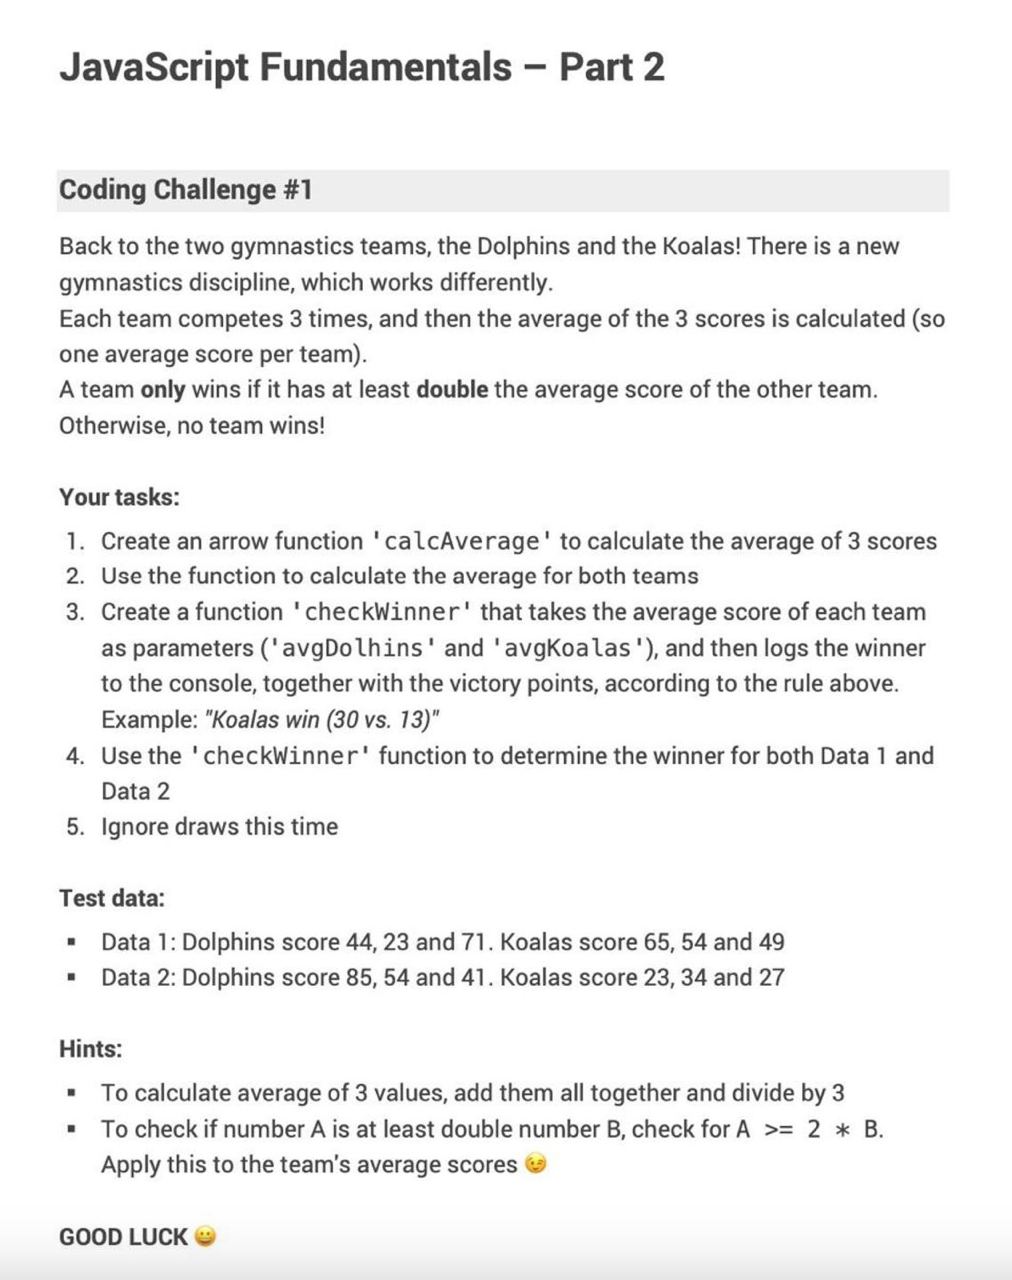 JavaScript Fundamentals – Part 2
Coding Challenge #1
Back to the two gymnastics teams, the Dolphins and the Koalas! There is a new
gymnastics discipline, which works differently.
Each team competes 3 times, and then the average of the 3 scores is calculated (so
one average score per team).
A team only wins if it has at least double the average score of the other team.
Otherwise, no team wins!
Your tasks:
1. Create an arrow function 'calcAverage' to calculate the average of 3 scores
2. Use the function to calculate the average for both teams
3. Create a function 'checkWinner' that takes the average score of each team
as parameters ('avgDolhins' and 'avgKoalas'), and then logs the winner
to the console, together with the victory points, according to the rule above.
Example: "Koalas win (30 vs. 13)"
4. Use the 'checkWinner' function to determine the winner for both Data 1 and
Data 2
5. Ignore draws this time
Test data:
▪ Data 1: Dolphins score 44, 23 and 71. Koalas score 65, 54 and 49
▪ Data 2: Dolphins score 85, 54 and 41. Koalas score 23, 34 and 27
Hints:
▪ To calculate average of 3 values, add them all together and divide by 3
▪ To check if number A is at least double number B, check for A >= 2 * B.
Apply this to the team's average scores 😉
GOOD LUCK 😀